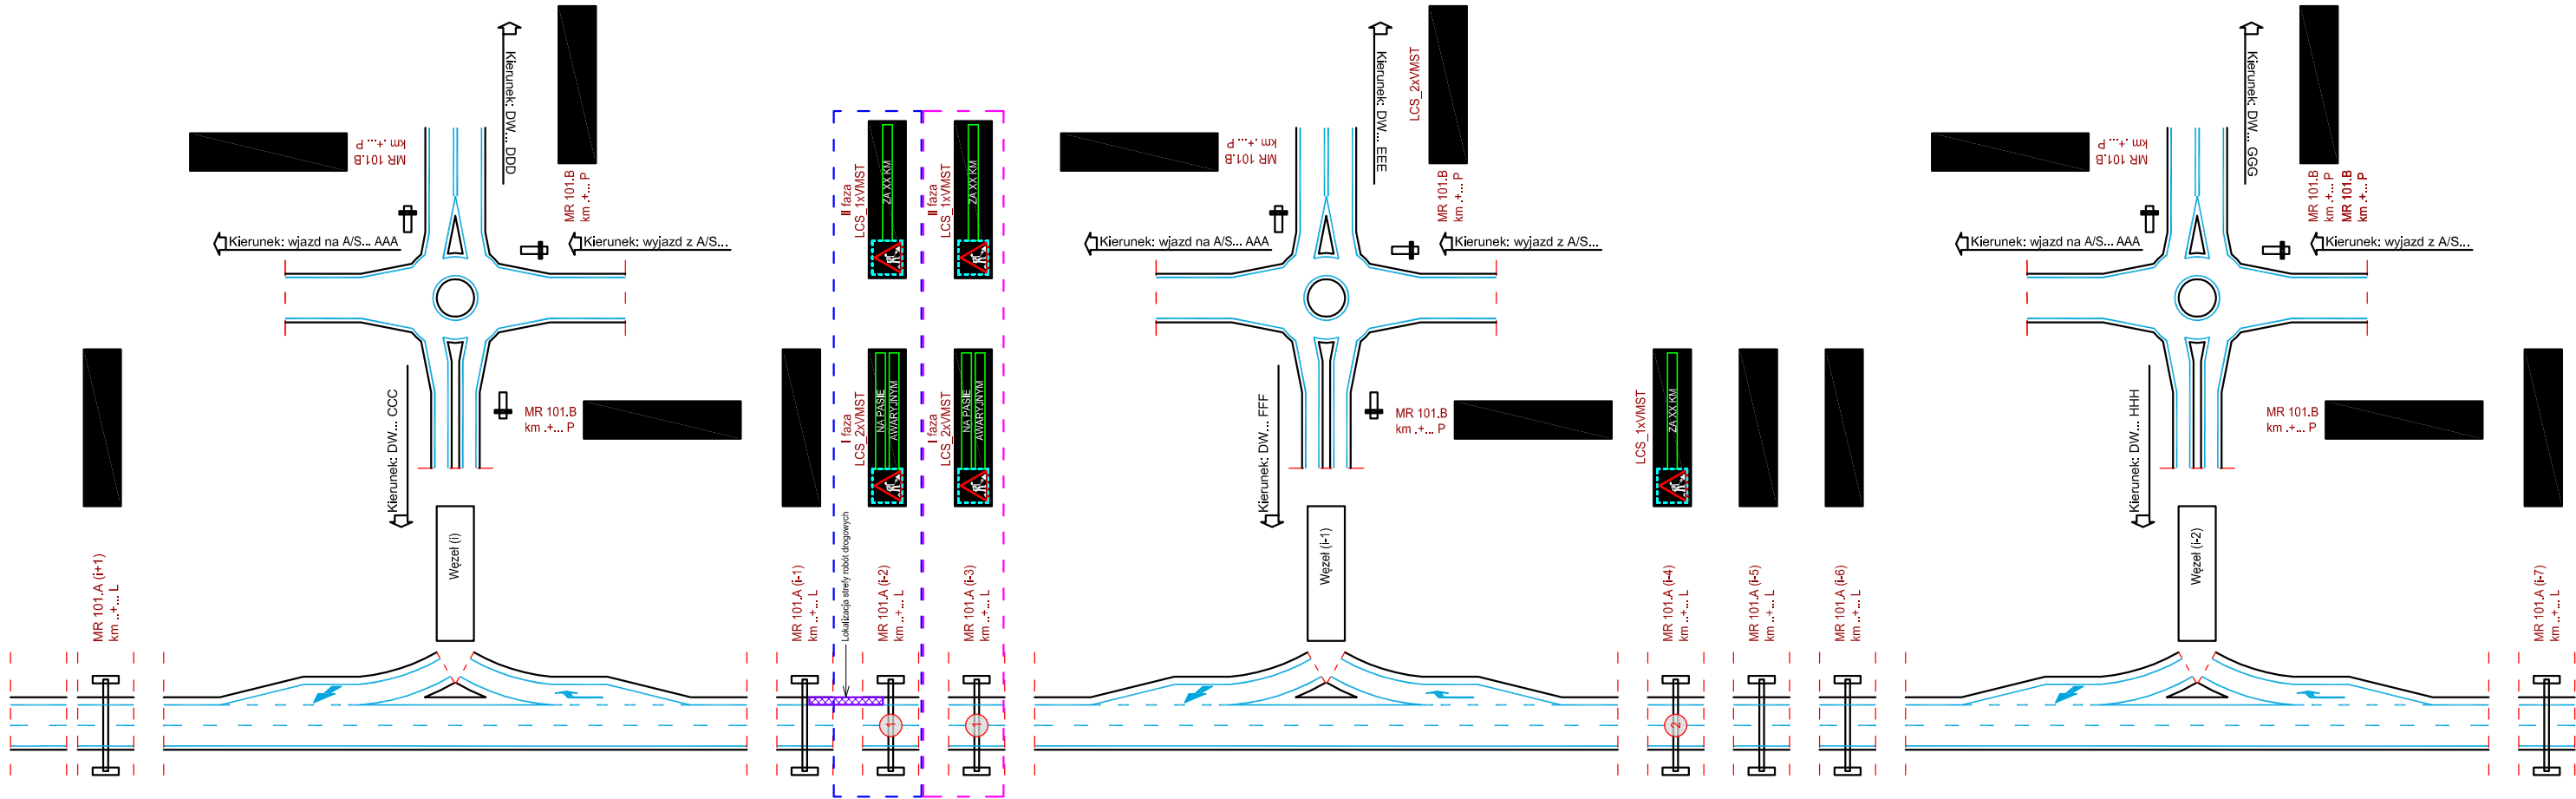 Kierunek: DW... DDD
MR 101.B
km .+... P
MR 101.B
km .+... P
Kierunek: wjazd na A/S... AAA
Kierunek: wyjazd z A/S...
Kierunek: DW... CCC
MR 101.B
km .+... P
Węzeł (i)
MR 101.A (i+1)
km ..+... L
II faza
LCS_1xVMST
ZA XX KM
II faza
LCS_1xVMST
ZA XX KM
I faza
LCS_2xVMST
NA PASIE
AWARYJNYM
I faza
LCS_2xVMST
NA PASIE
AWARYJNYM
MR 101.A (i-1)
km ..+... L
Lokalizacja strefy robót drogowych
MR 101.A (i-2)
km ..+... L
MR 101.A (i-3)
km ..+... L
1
1
Kierunek: DW... EEE
LCS_2xVMST
MR 101.B
km .+... P
MR 101.B
km .+... P
Kierunek: wjazd na A/S... AAA
Kierunek: wyjazd z A/S...
Kierunek: DW... FFF
MR 101.B
km .+... P
Węzeł (i-1)
LCS_1xVMST
ZA XX KM
MR 101.A (i-4)
km ..+... L
2
MR 101.A (i-5)
km ..+... L
MR 101.A (i-6)
km ..+... L
Kierunek: DW... GGG
MR 101.B
km .+... P
MR 101.B
km .+... P
MR 101.B
km .+... P
Kierunek: wjazd na A/S... AAA
Kierunek: wyjazd z A/S...
Kierunek: DW... HHH
MR 101.B
km .+... P
Węzeł (i-2)
MR 101.A (i-7)
km ..+... L